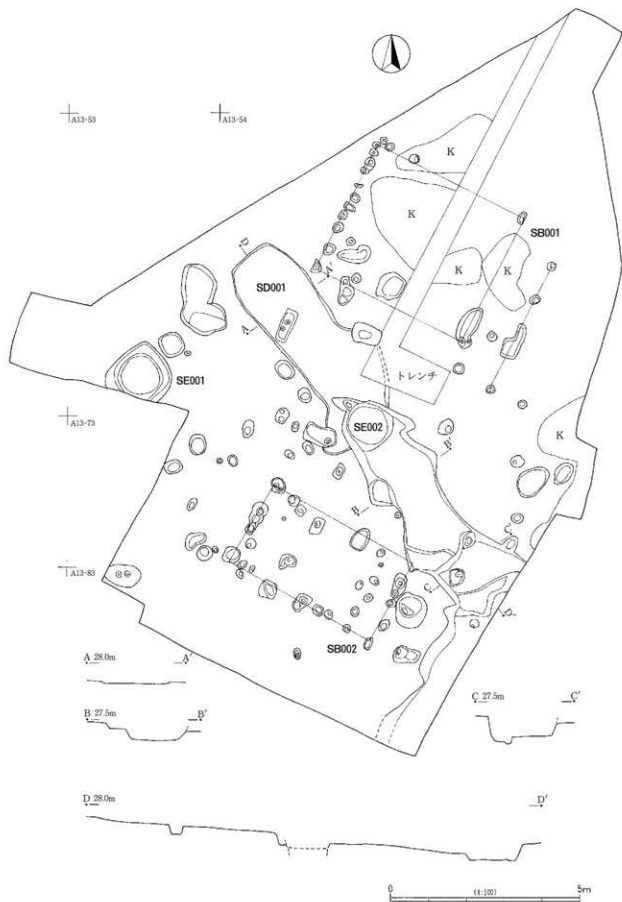 A13-53
A13-54
K
K
K
K
SB001
D
A'
SD001
A
SE001
トレンチ
A13-73
SE002
K
B'
B
C'
C
D'
A13-83
SB002
A 28.0m A'
B 27.5m B'
C 27.5m C'
D 28.0m D'
0 (1:100) 5m